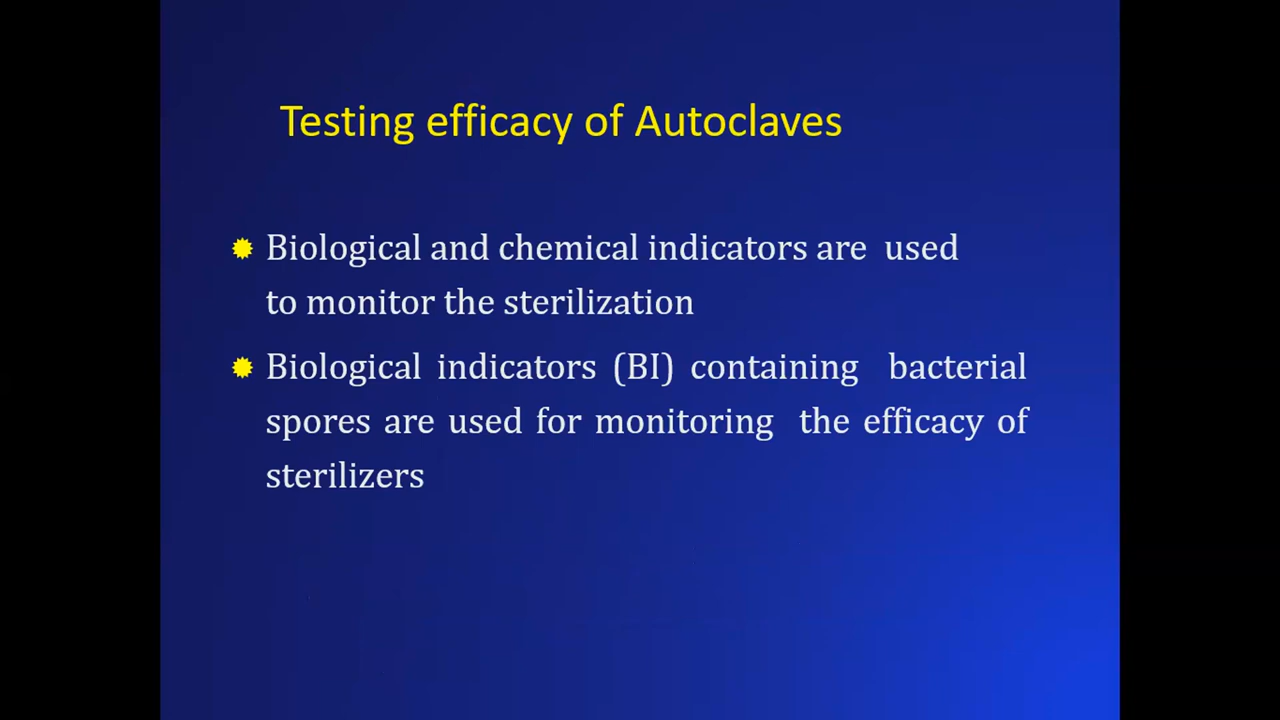 Testing efficacy of Autoclaves
Biological and chemical indicators are used
to monitor the sterilization
Biological indicators (BI) containing bacterial
spores are used for monitoring the efficacy of
sterilizers